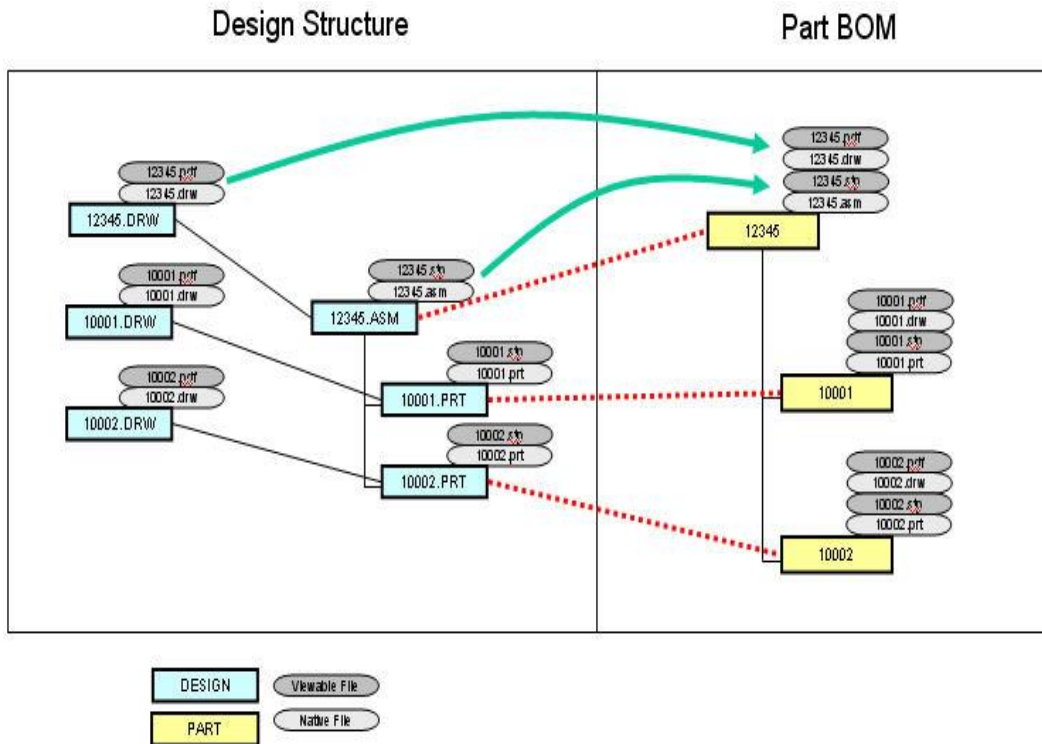 Design Structure
Part BOM
12345.pdf
12345.drw
12345.DRW
10001.pdf
10001.drw
10001.DRW
10002.pdf
10002.drw
10002.DRW
12345.stp
12345.asm
12345.ASM
10001.stp
10001.prt
10001.PRT
10002.stp
10002.prt
10002.PRT
12345.pdf
12345.drw
12345.stp
12345.asm
12345
10001.pdf
10001.drw
10001.stp
10001.prt
10001
10002.pdf
10002.drw
10002.stp
10002.prt
10002
DESIGN
Viewable File
PART
Native File